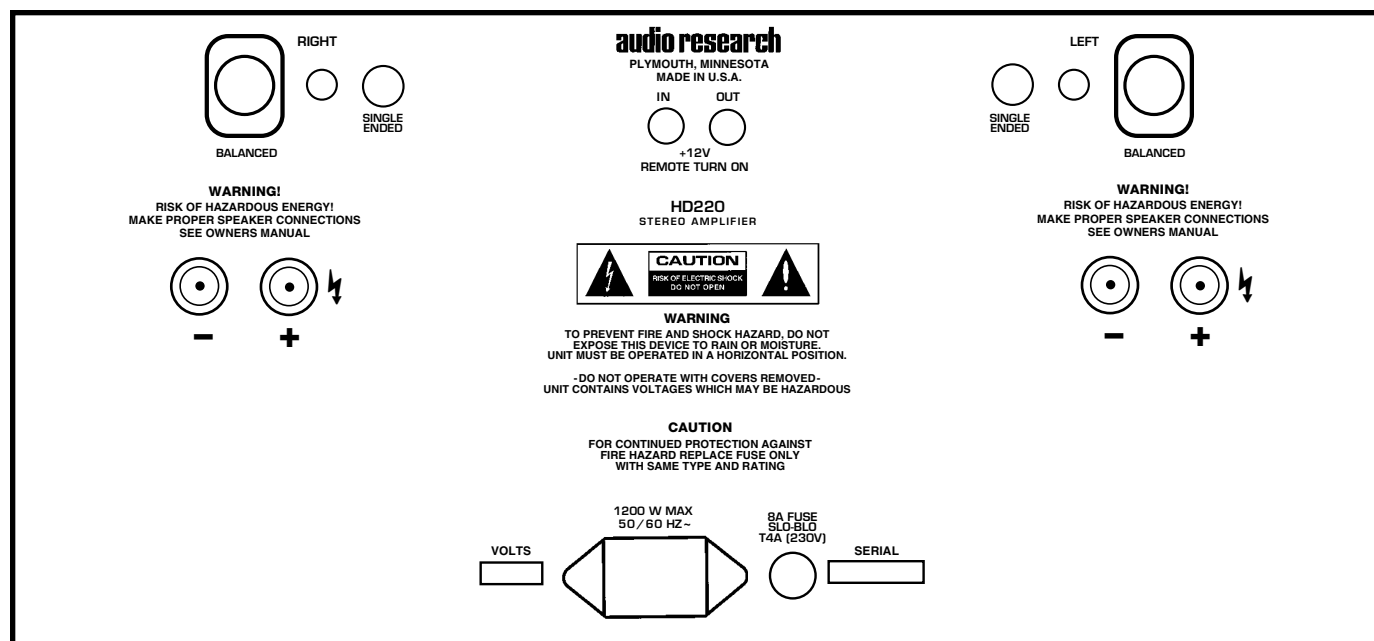 RIGHT
SINGLE
ENDED
BALANCED
WARNING!
RISK OF HAZARDOUS ENERGY!
MAKE PROPER SPEAKER CONNECTIONS
SEE OWNERS MANUAL
− +
audio research
PLYMOUTH, MINNESOTA
MADE IN U.S.A.
IN OUT
+12V
REMOTE TURN ON
HD220
STEREO AMPLIFIER
CAUTION
RISK OF ELECTRIC SHOCK
DO NOT OPEN
WARNING
TO PREVENT FIRE AND SHOCK HAZARD, DO NOT
EXPOSE THIS DEVICE TO RAIN OR MOISTURE.
UNIT MUST BE OPERATED IN A HORIZONTAL POSITION.
-DO NOT OPERATE WITH COVERS REMOVED-
UNIT CONTAINS VOLTAGES WHICH MAY BE HAZARDOUS
CAUTION
FOR CONTINUED PROTECTION AGAINST
FIRE HAZARD REPLACE FUSE ONLY
WITH SAME TYPE AND RATING
LEFT
SINGLE
ENDED
BALANCED
WARNING!
RISK OF HAZARDOUS ENERGY!
MAKE PROPER SPEAKER CONNECTIONS
SEE OWNERS MANUAL
− +
VOLTS
1200 W MAX
50/60 HZ~
8A FUSE
SLO-BLO
T4A (230V)
SERIAL